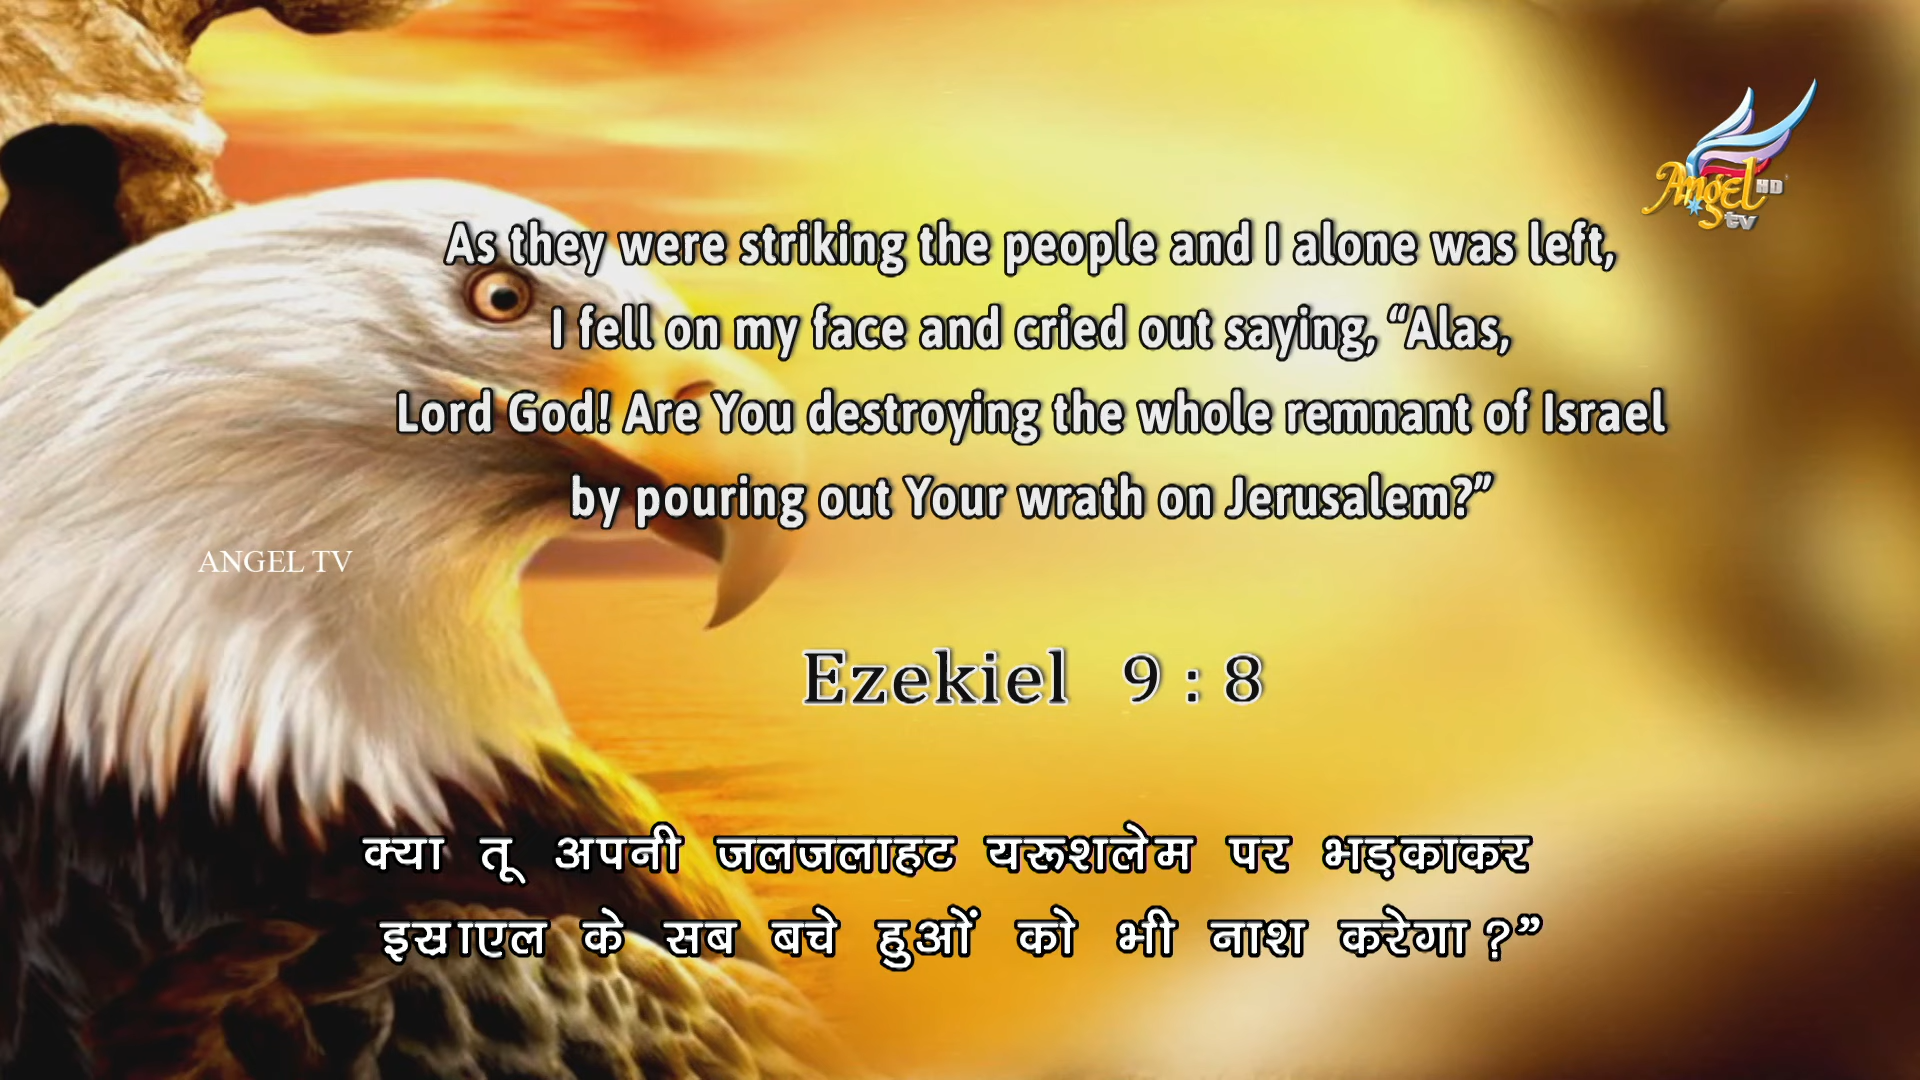 Angel HD
tv
As they were striking the people and I alone was left,
I fell on my face and cried out saying, “Alas,
Lord God! Are You destroying the whole remnant of Israel
by pouring out Your wrath on Jerusalem?”
ANGEL TV
Ezekiel 9 : 8
क्या तू अपनी जलजलाहट यरूशलेम पर भड़काकर
इस्राएल के सब बचे हुओं को भी नाश करेगा ?”